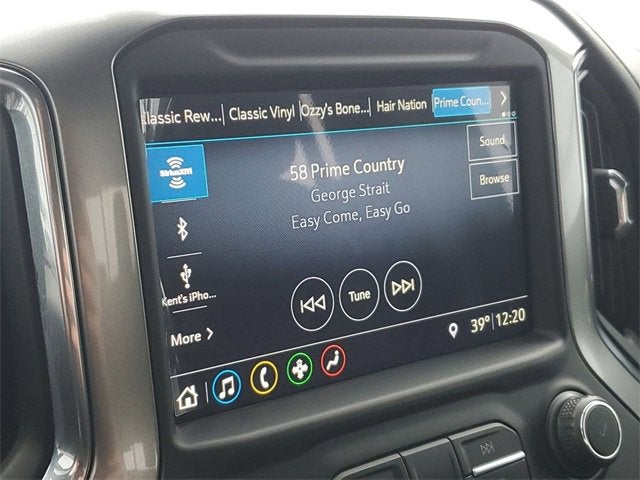 lassic Rew...
Classic Vinyl
Ozzy's Bone...
Hair Nation
Prime Coun...
SiriusXM
58 Prime Country
George Strait
Easy Come, Easy Go
Sound
Browse
Kent's iPho...
Tune
More
39° 12:20